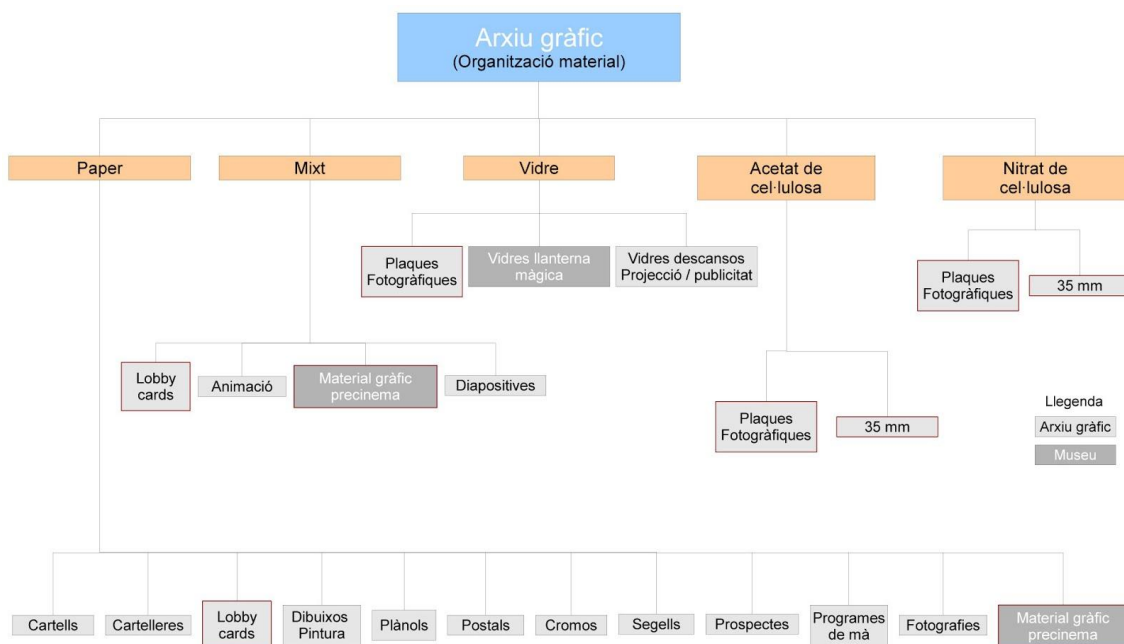 Arxiu gràfic
(Organització material)
Paper
Mixt
Vidre
Acetat de
cel·lulosa
Nitrat de
cel·lulosa
Plaques
Fotogràfiques
Vidres llanterna
màgica
Vidres descansos
Projecció / publicitat
Plaques
Fotogràfiques
35 mm
Lobby
cards
Animació
Material gràfic
precinema
Diapositives
Plaques
Fotogràfiques
35 mm
Llegenda
Arxiu gràfic
Museu
Cartells
Cartelleres
Lobby
cards
Dibuixos
Pintura
Plànols
Postals
Cromos
Segells
Prospectes
Programes
de mà
Fotografies
Material gràfic
precinema